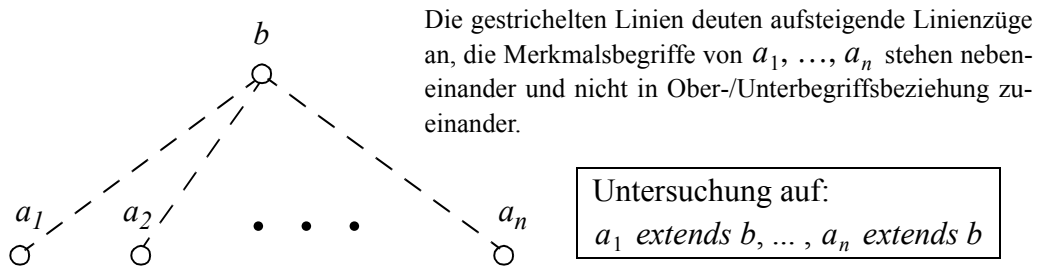 b
Die gestrichelten Linien deuten aufsteigende Linienzüge
an, die Merkmalsbegriffe von a₁, …, aₙ stehen neben-
einander und nicht in Ober-/Unterbegriffsbeziehung zu-
einander.
a₁ a₂ • • • aₙ
Untersuchung auf:
a₁ extends b, ... , aₙ extends b